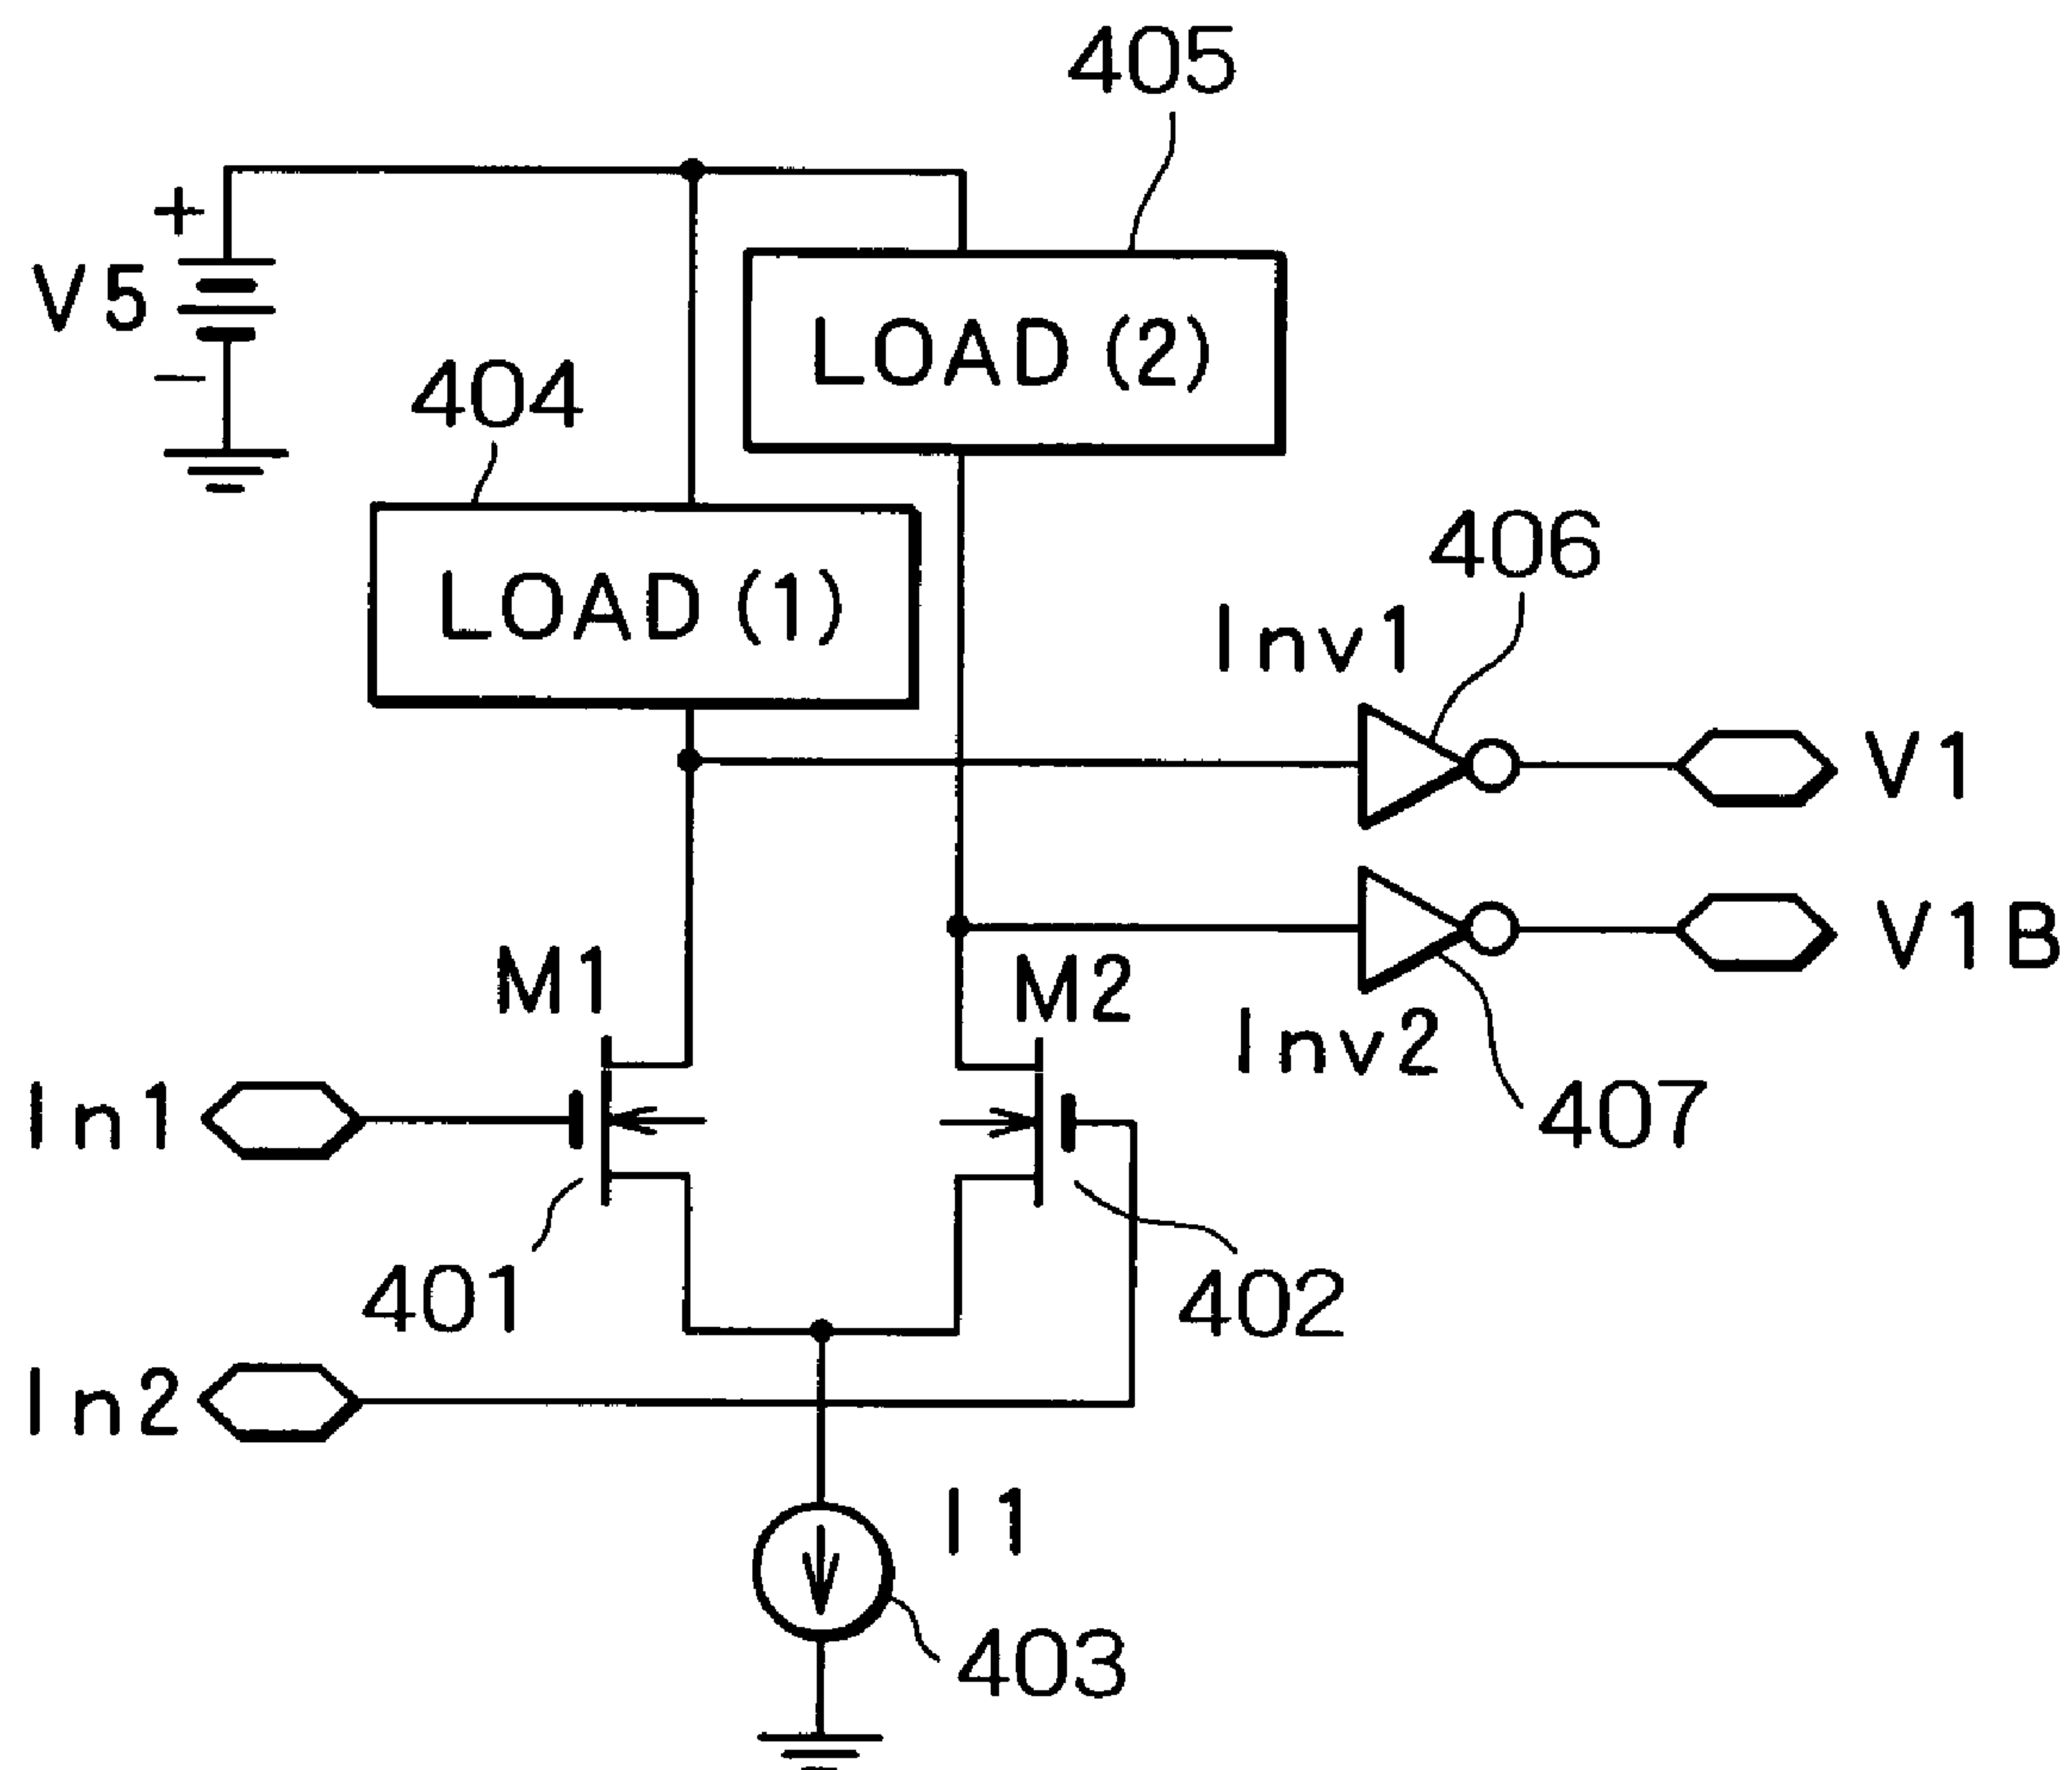 405
+
V5
−
LOAD (2)
404
LOAD (1)
406
Inv1
V1
V1B
M1
M2
Inv2
In1
407
401
402
In2
I1
403